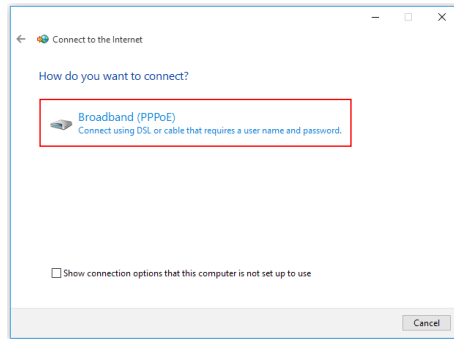 Connect to the Internet
How do you want to connect?
Broadband (PPPoE)
Connect using DSL or cable that requires a user name and password.
Show connection options that this computer is not set up to use
Cancel